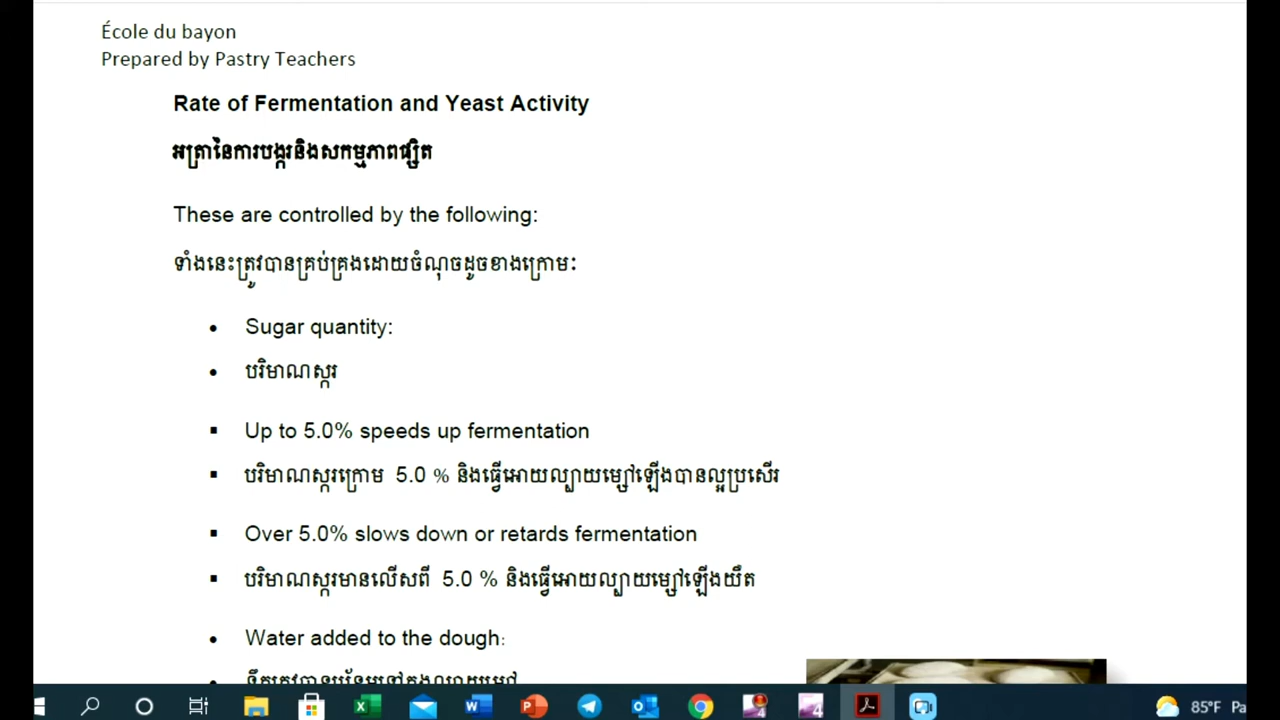 École du bayon
Prepared by Pastry Teachers
Rate of Fermentation and Yeast Activity
អត្រានៃការបង្ករនិងសកម្មភាពផ្សិត
These are controlled by the following:
ទាំងនេះត្រូវបានគ្រប់គ្រងដោយចំណុចដូចខាងក្រោមៈ
• Sugar quantity:
• បរិមាណស្ករ
▪ Up to 5.0% speeds up fermentation
▪ បរិមាណស្ករក្រោម 5.0 % និងធ្វើអោយល្បាយម្សៅឡើងបានល្អប្រសើរ
▪ Over 5.0% slows down or retards fermentation
▪ បរិមាណស្ករមានលើសពី 5.0 % និងធ្វើអោយល្បាយម្សៅឡើងយឺត
• Water added to the dough:
85°F Pa